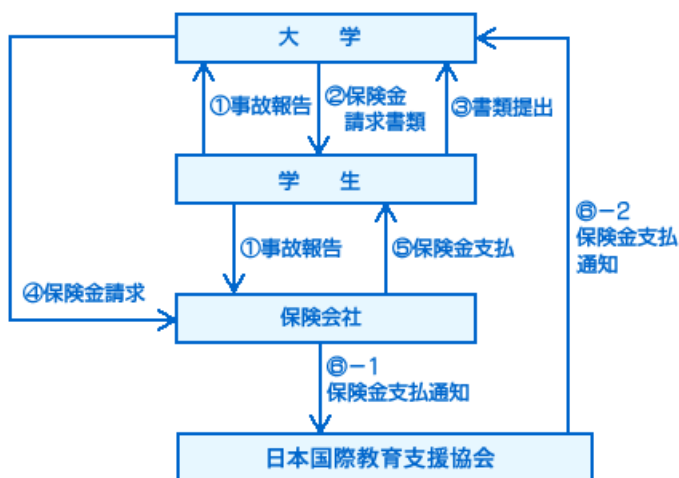 大　学
①事故報告
②保険金
請求書類
③書類提出
学　生
①事故報告
⑤保険金支払
⑥-2
保険金支払
通知
④保険金請求
保険会社
⑥-1
保険金支払通知
日本国際教育支援協会